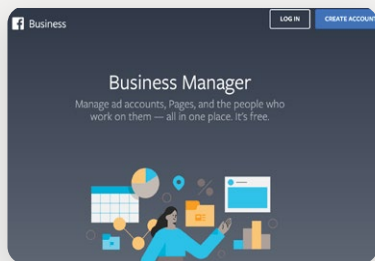 Business
LOG IN
CREATE ACCOUNT
Business Manager
Manage ad accounts, Pages, and the people who
work on them — all in one place. It's free.